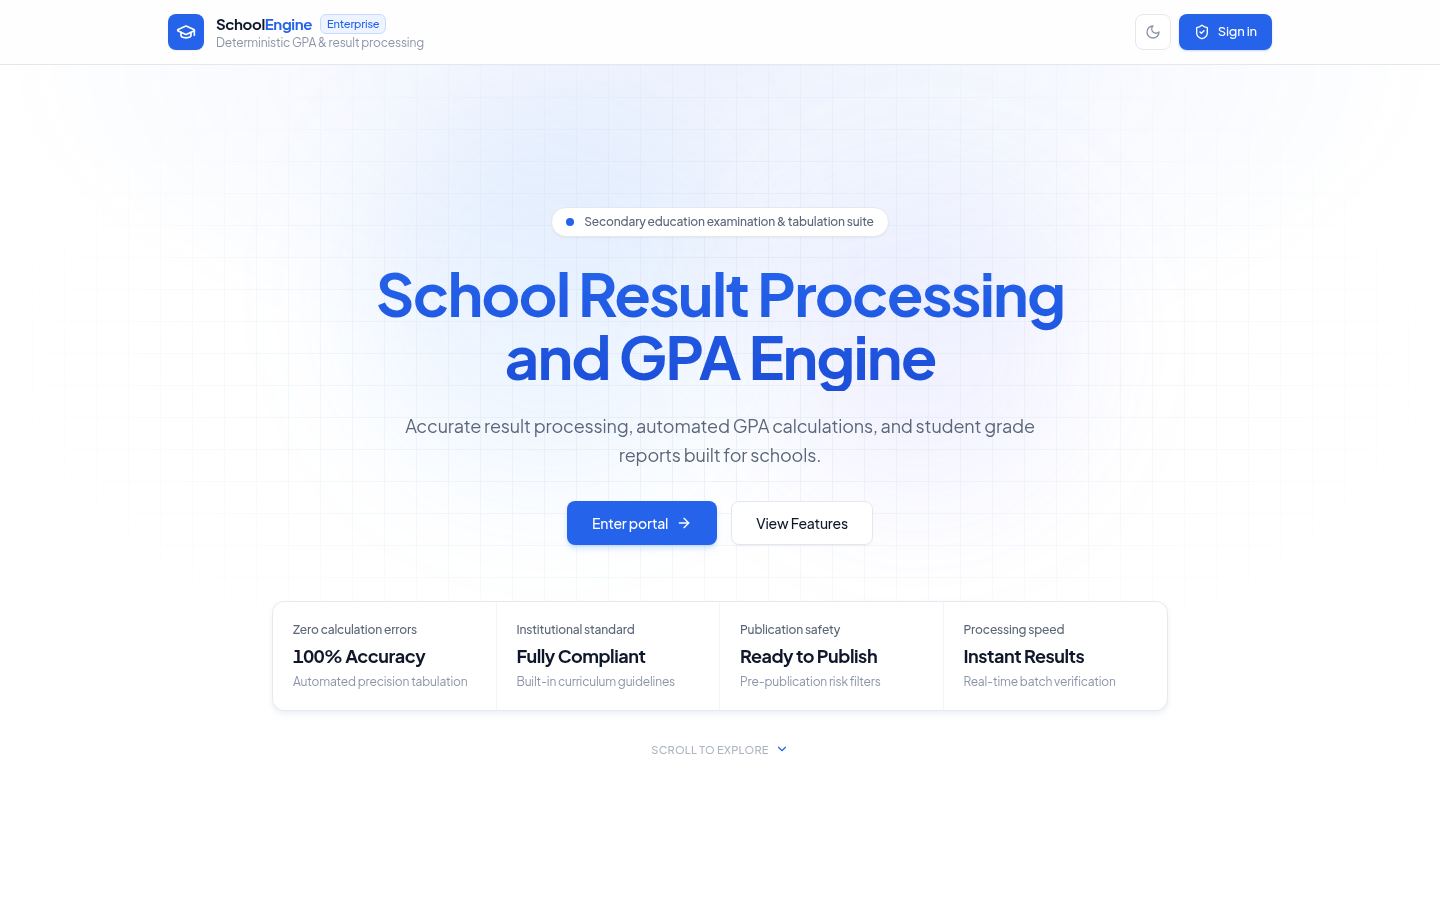 SchoolEngine Enterprise
Deterministic GPA & result processing
Sign in
Secondary education examination & tabulation suite
School Result Processing
and GPA Engine
Accurate result processing, automated GPA calculations, and student grade
reports built for schools.
Enter portal
View Features
Zero calculation errors
100% Accuracy
Automated precision tabulation
Institutional standard
Fully Compliant
Built-in curriculum guidelines
Publication safety
Ready to Publish
Pre-publication risk filters
Processing speed
Instant Results
Real-time batch verification
SCROLL TO EXPLORE